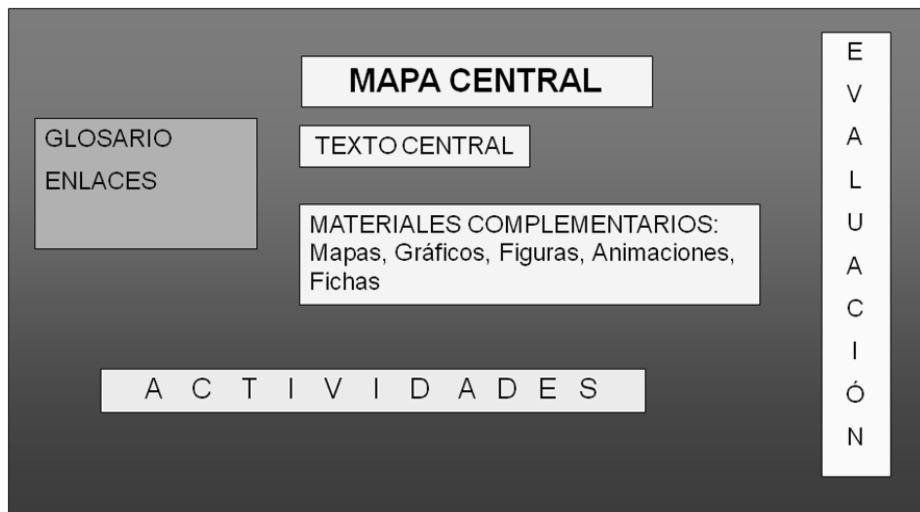 MAPA CENTRAL
GLOSARIO
ENLACES
TEXTO CENTRAL
MATERIALES COMPLEMENTARIOS:
Mapas, Gráficos, Figuras, Animaciones,
Fichas
A C T I V I D A D E S
E
V
A
L
U
A
C
I
Ó
N